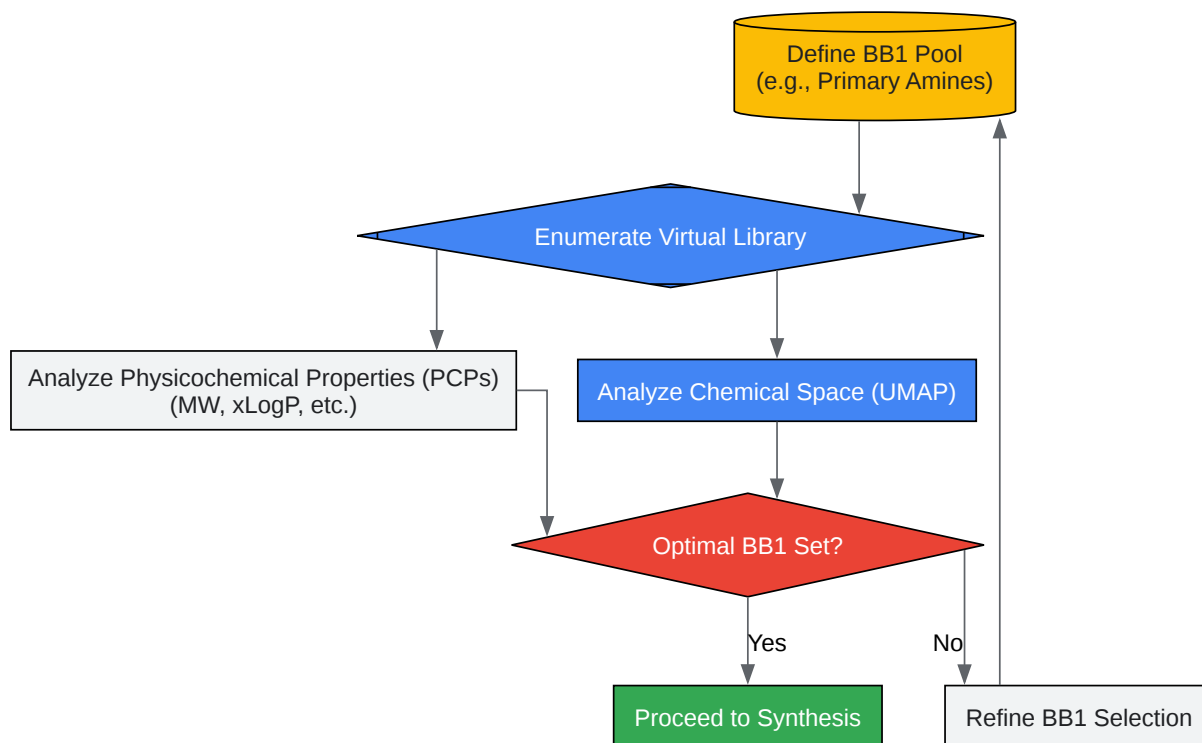 Define BB1 Pool
(e.g., Primary Amines)
Enumerate Virtual Library
Analyze Physicochemical Properties (PCPs)
(MW, xLogP, etc.)
Analyze Chemical Space (UMAP)
Optimal BB1 Set?
Yes
No
Proceed to Synthesis
Refine BB1 Selection